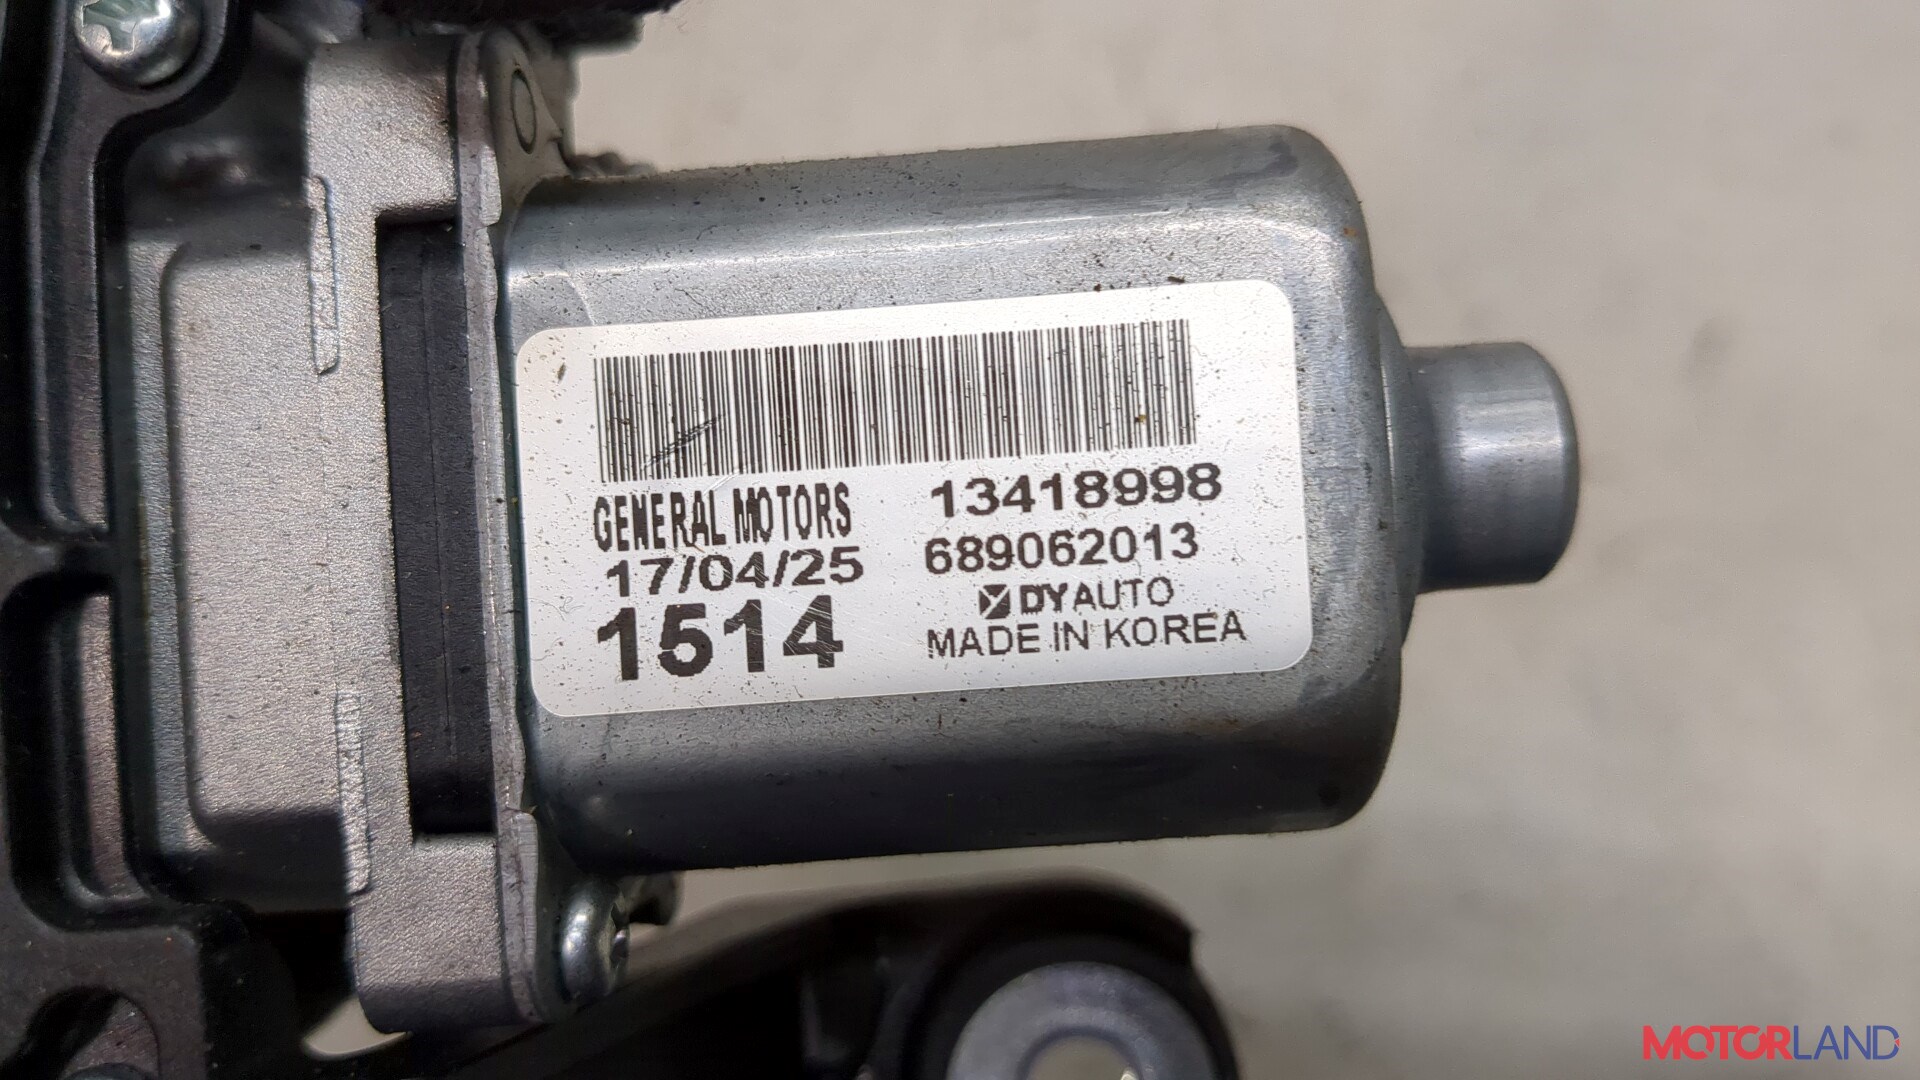 GENERAL MOTORS 13418998
17/04/25 689062013
1514 DYAUTO
MADE IN KOREA
MOTORLAND